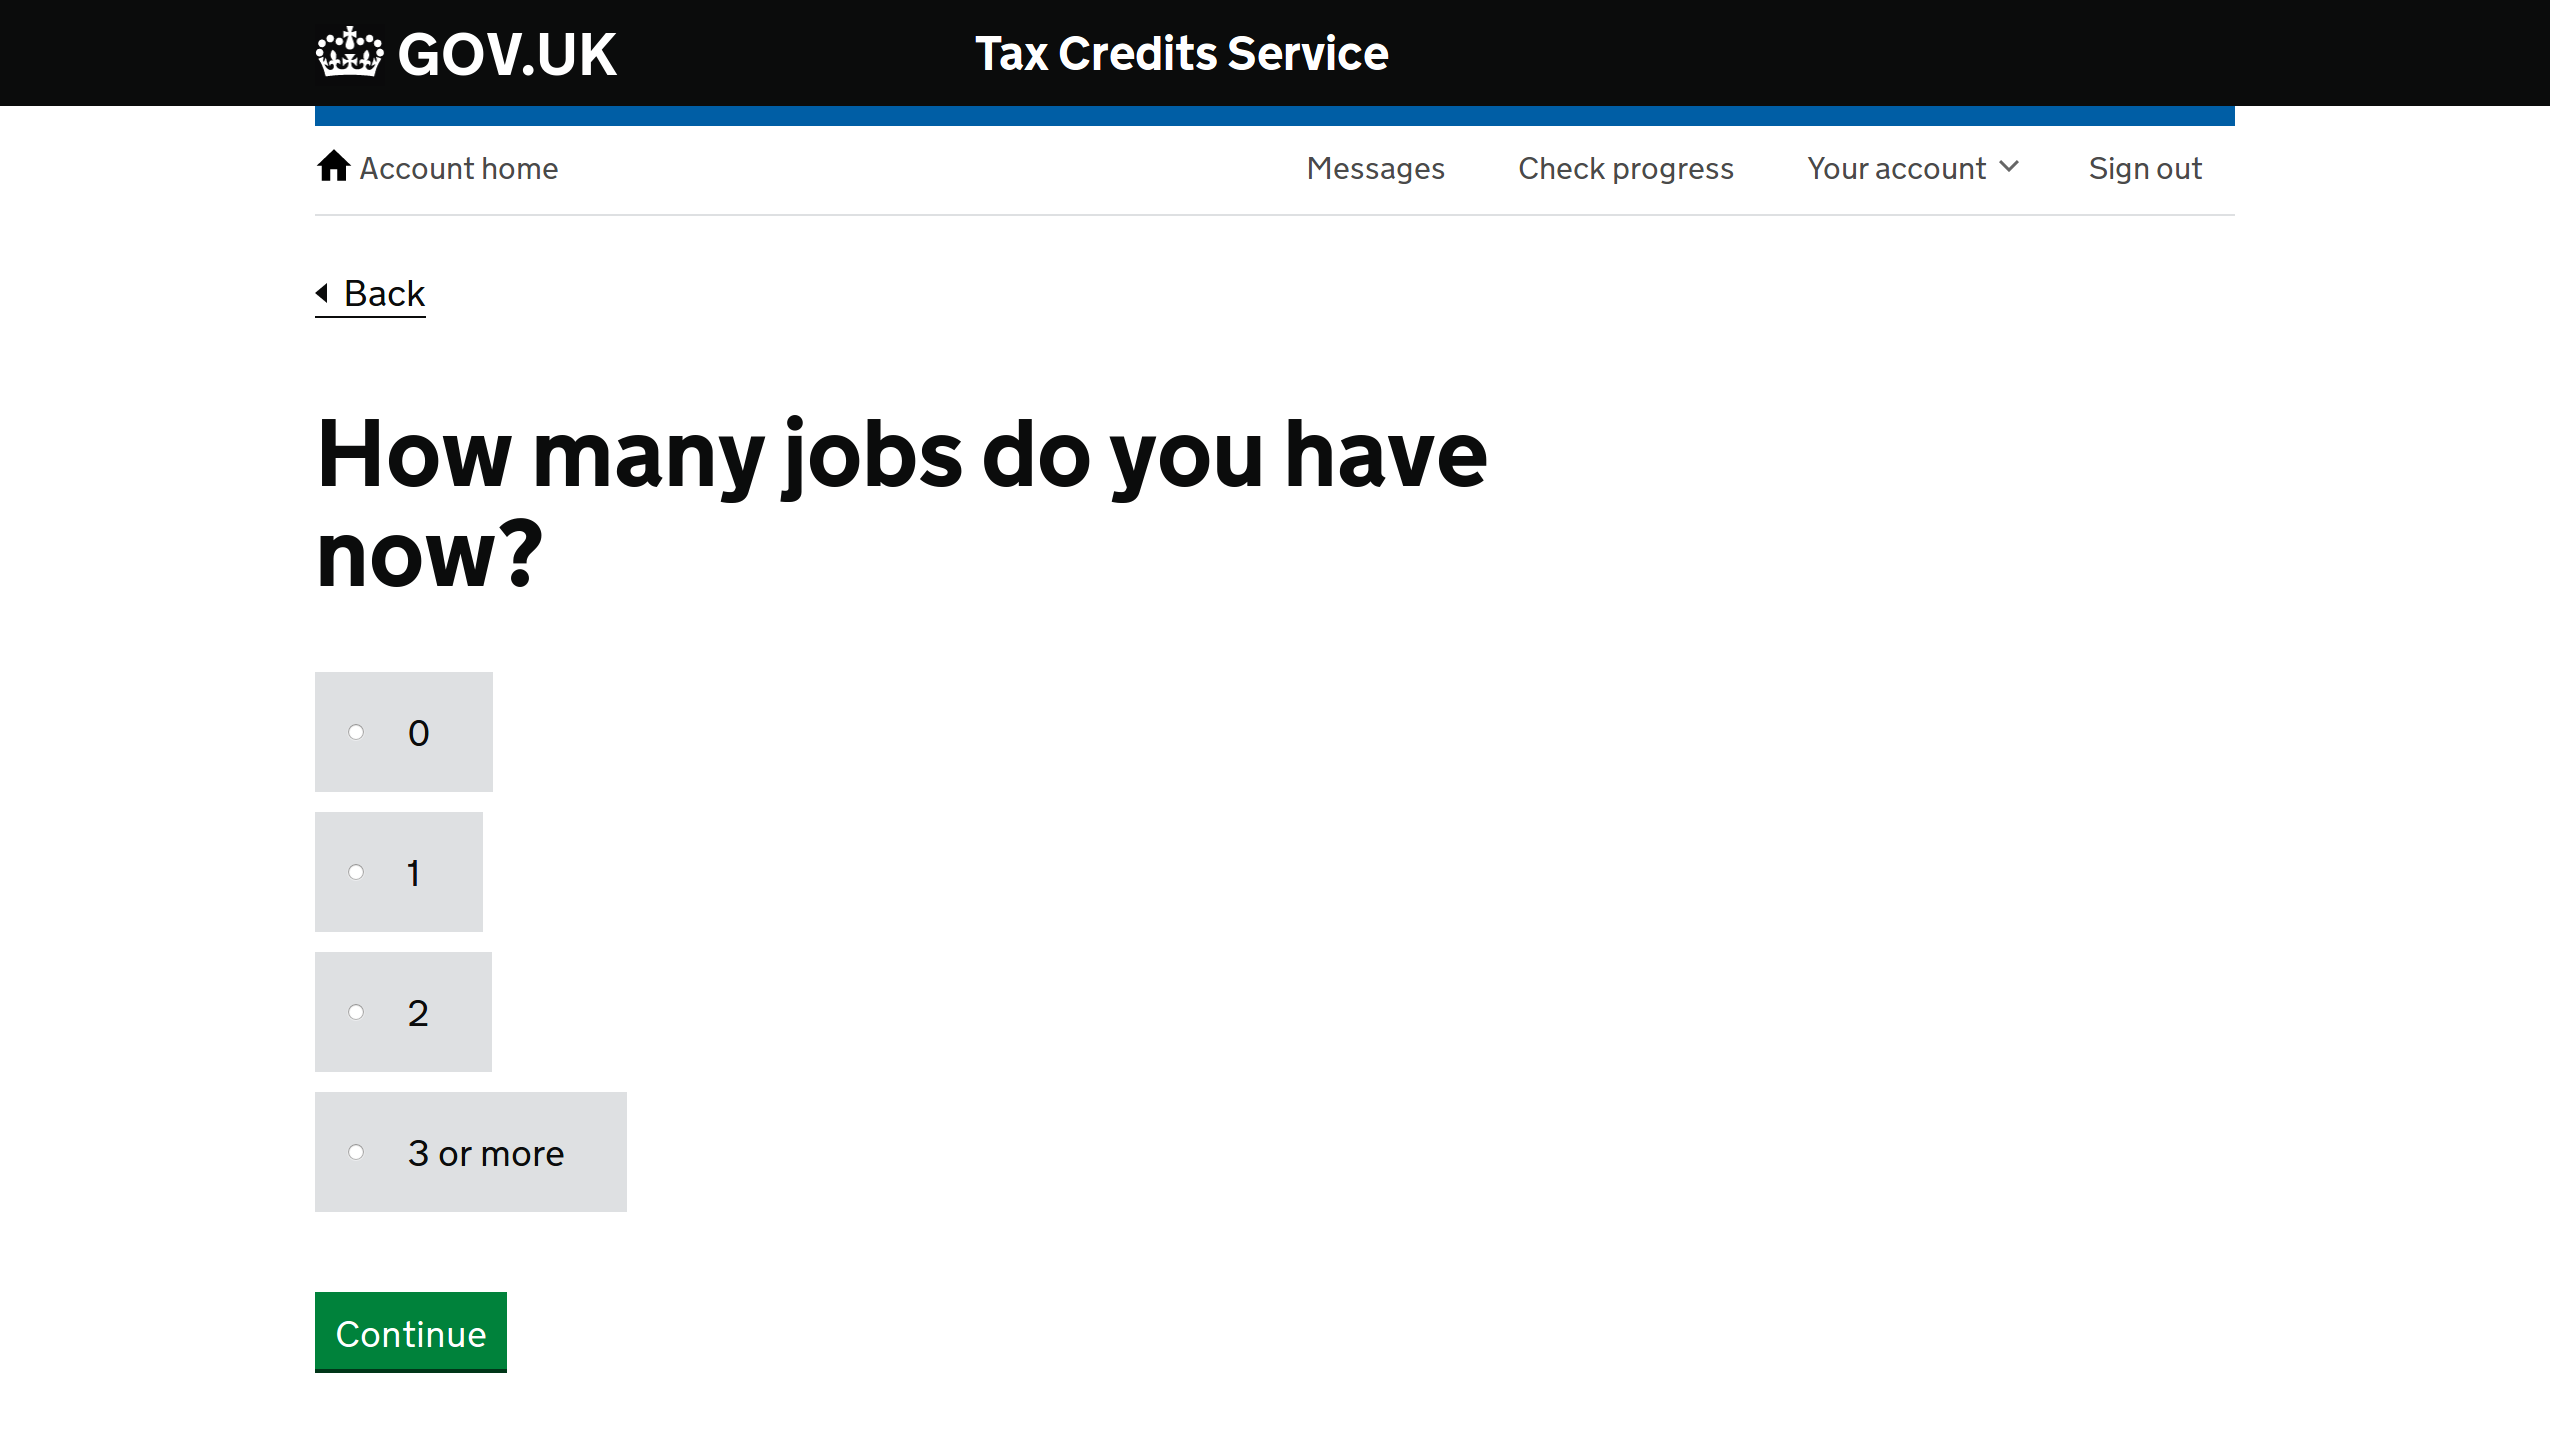 GOV.UK
Tax Credits Service
Account home
Messages
Check progress
Your account
Sign out
Back
How many jobs do you have
now?
0
1
2
3 or more
Continue